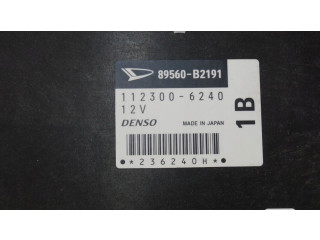 89560-B2191
112300-6240
12V
DENSO MADE IN JAPAN
1B
*236240H*